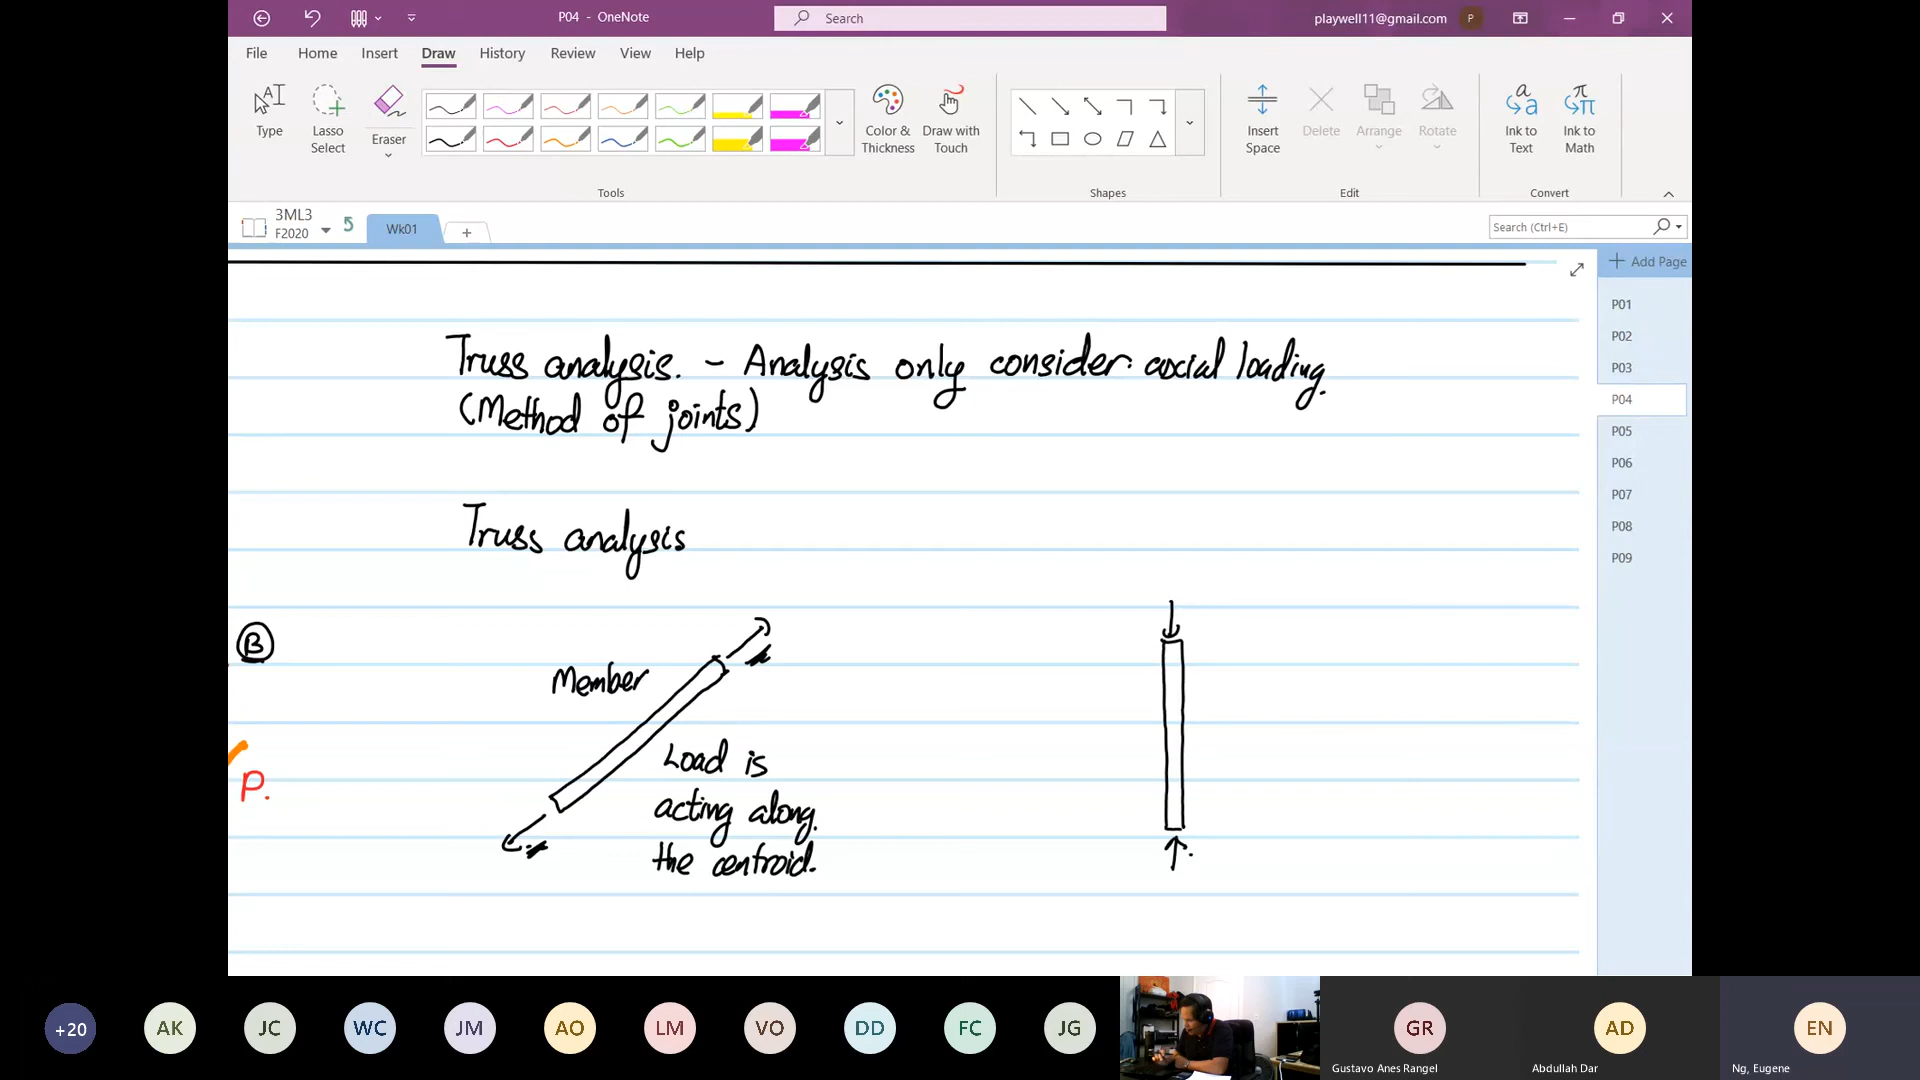 P04 - OneNote
Search
playwell11@gmail.com
P
File Home Insert Draw History Review View Help
Type
Lasso Select
Eraser
Color & Thickness
Draw with Touch
Insert Space
Delete
Arrange
Rotate
Ink to Text
Ink to Math
Tools
Shapes
Edit
Convert
3ML3
F2020
Wk01
Search (Ctrl+E)
Add Page
P01
P02
P03
P04
P05
P06
P07
P08
P09
Truss analysis. - Analysis only consider axial loading.
(Method of joints)
Truss analysis
B
Member
Load is
acting along
the centroid.
P.
+20 AK JC WC JM AO LM VO DD FC JG GR AD EN
Gustavo Anes Rangel
Abdullah Dar
Ng, Eugene